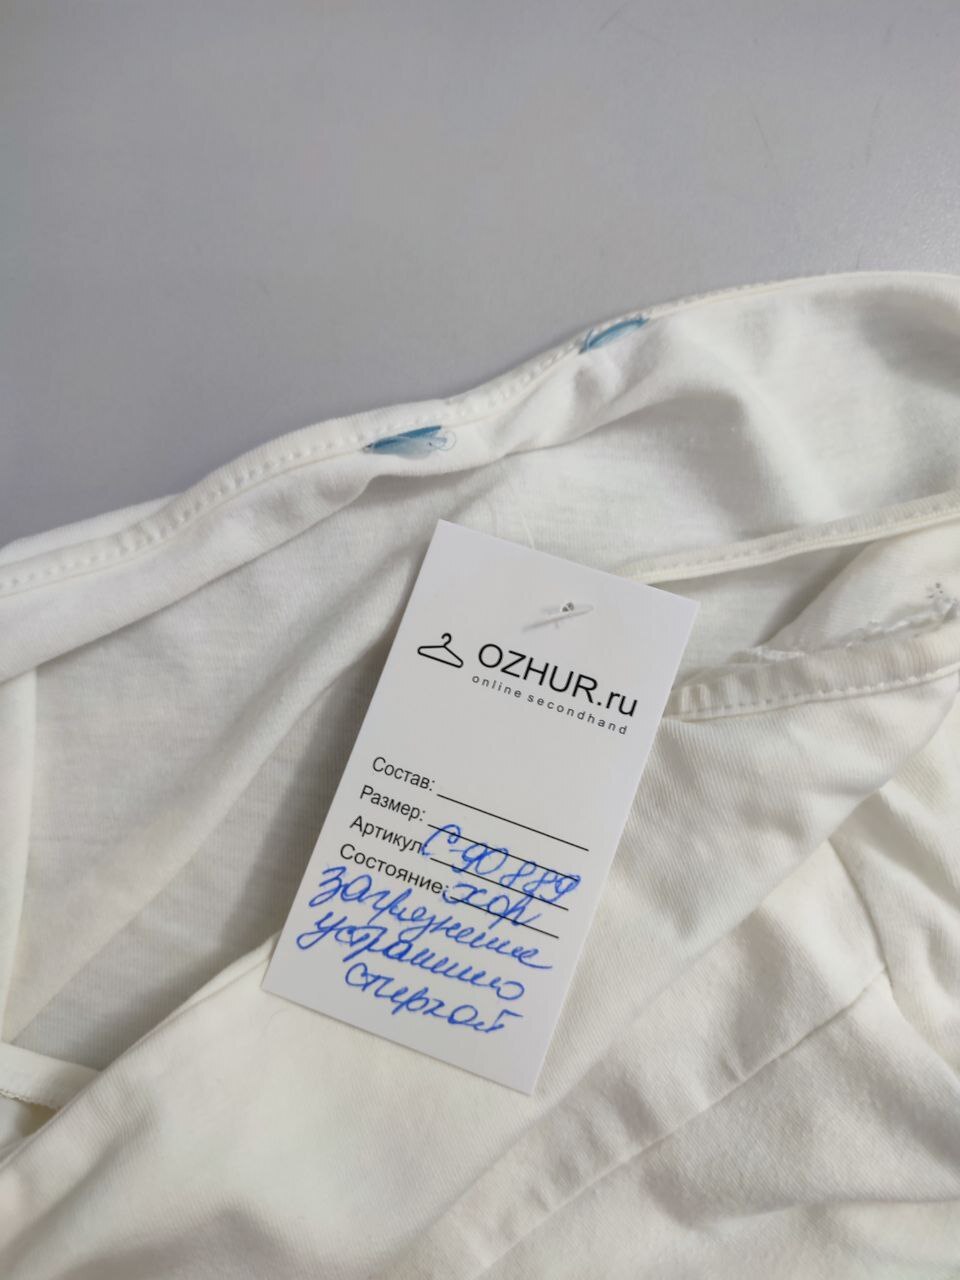 OZHUR.ru
online secondhand
Состав:
Размер:
Артикул: С-90889
Состояние: хор
загрязнение
устранимо
стиркой